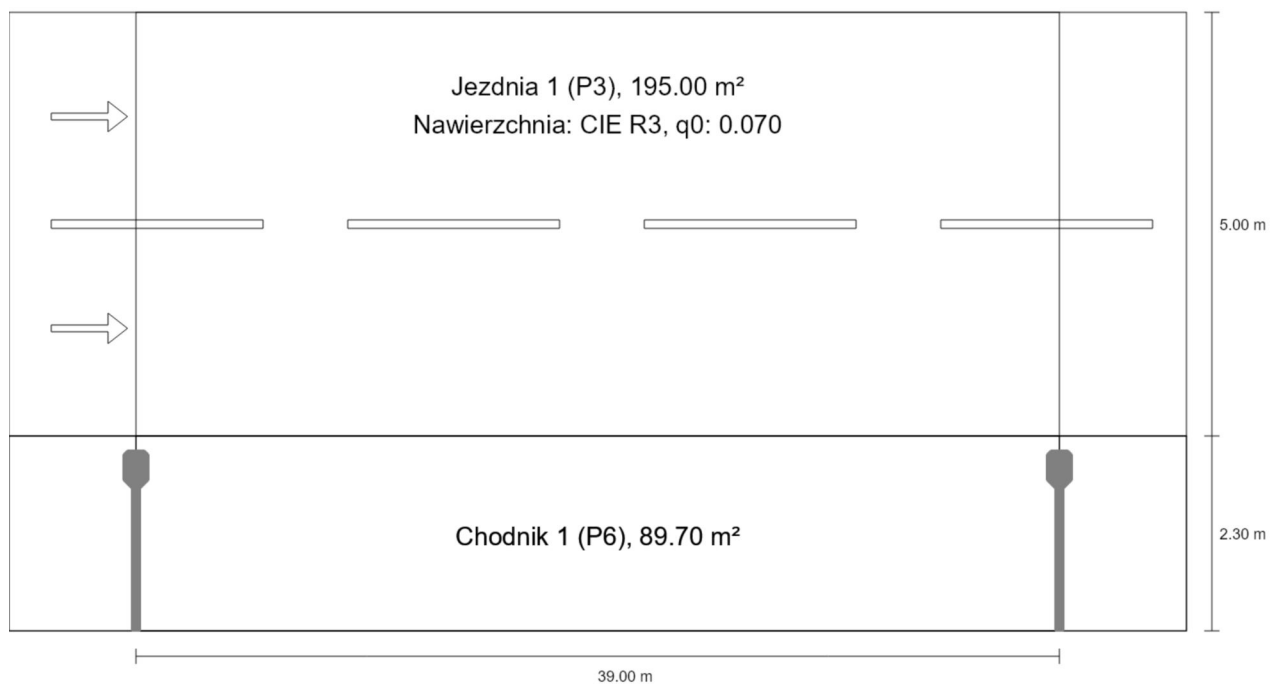 Jezdnia 1 (P3), 195.00 m²
Nawierzchnia: CIE R3, q0: 0.070
5.00 m
Chodnik 1 (P6), 89.70 m²
2.30 m
39.00 m